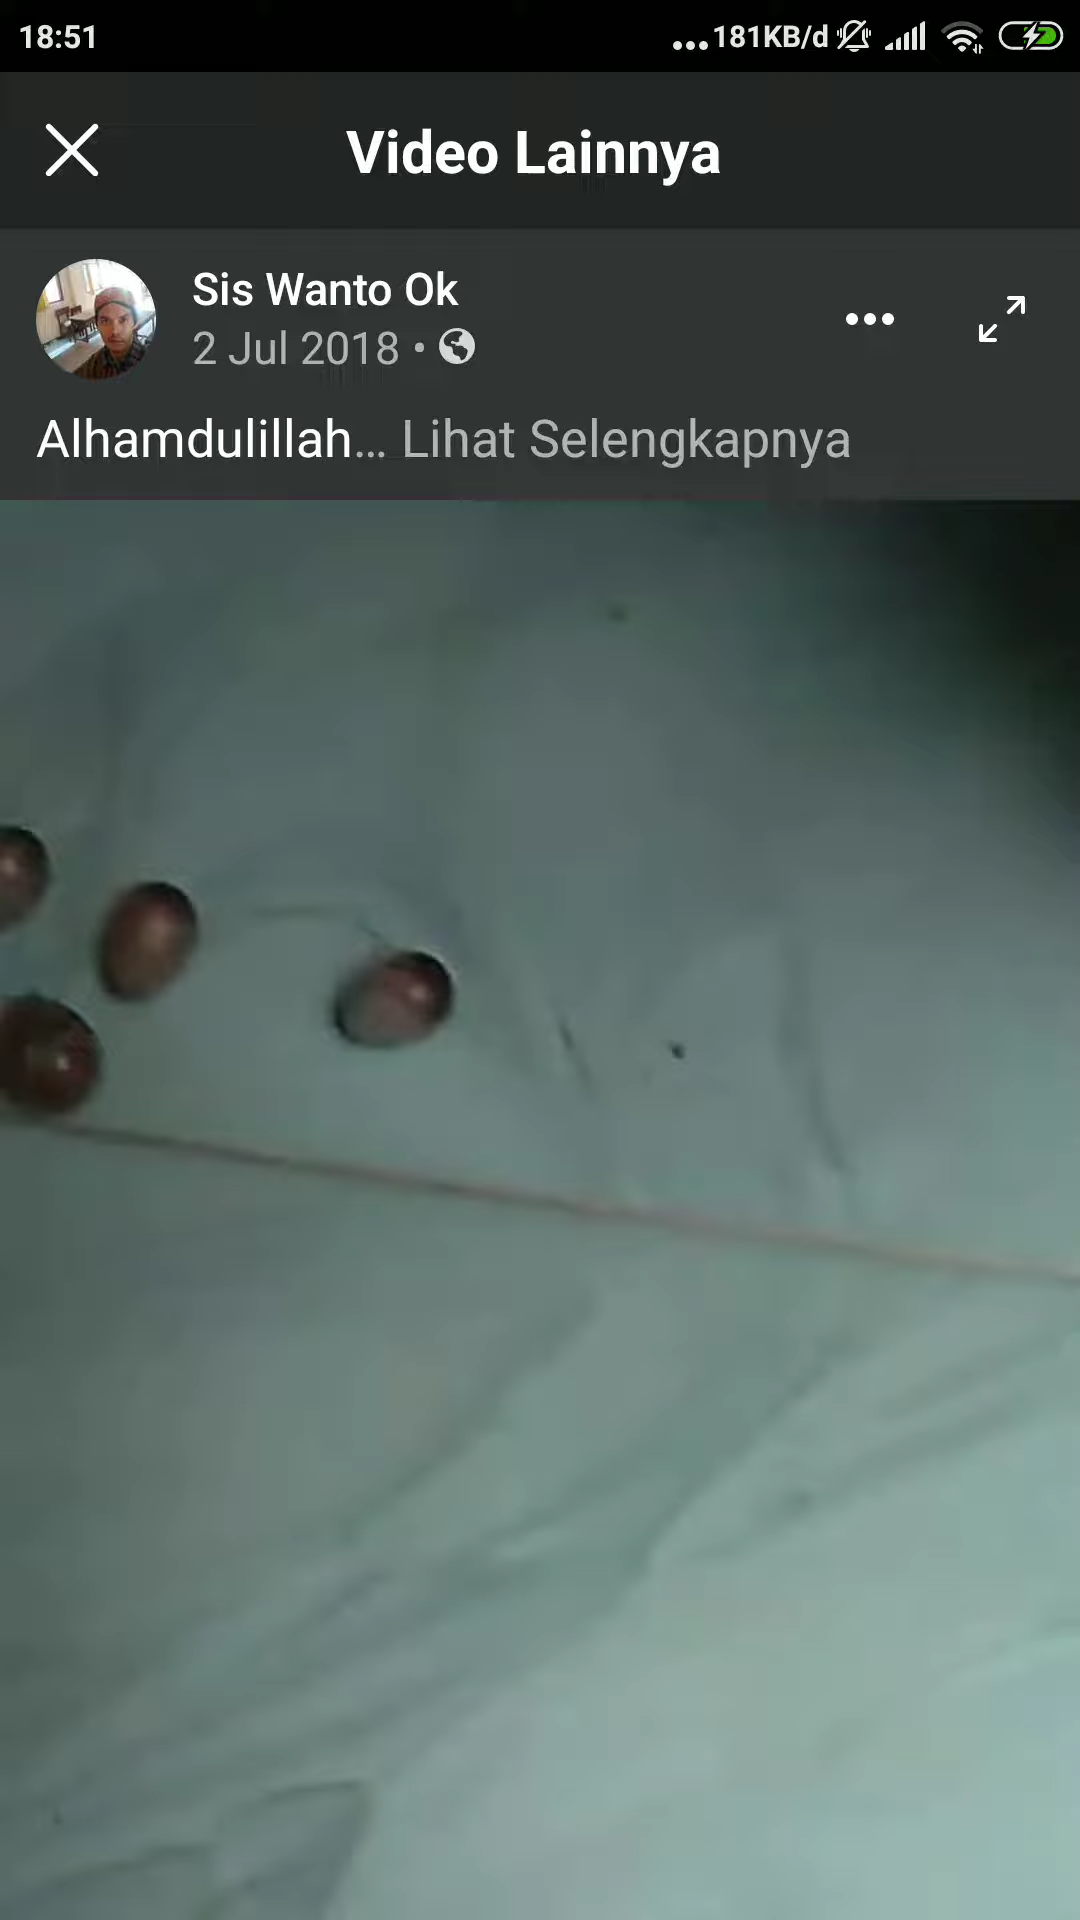 18:51
...181KB/d
Video Lainnya
Sis Wanto Ok
2 Jul 2018 •
Alhamdulillah... Lihat Selengkapnya